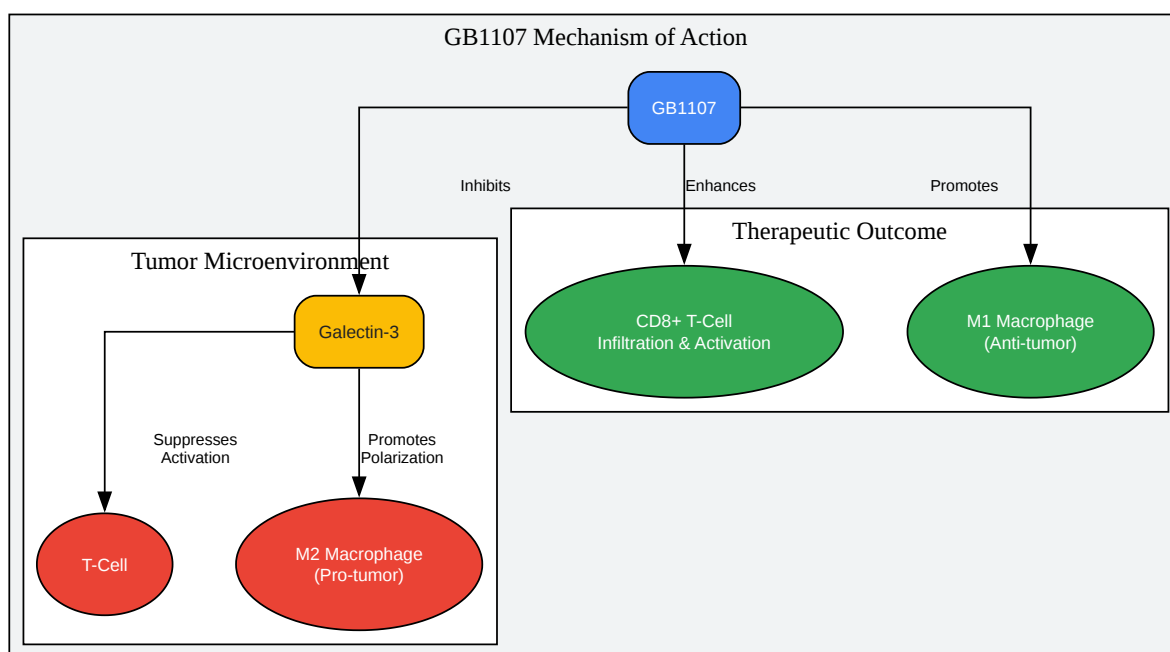 GB1107 Mechanism of Action
GB1107
Inhibits
Enhances
Promotes
Therapeutic Outcome
Tumor Microenvironment
CD8+ T-Cell
Infiltration & Activation
M1 Macrophage
(Anti-tumor)
Galectin-3
Suppresses
Activation
Promotes
Polarization
T-Cell
M2 Macrophage
(Pro-tumor)